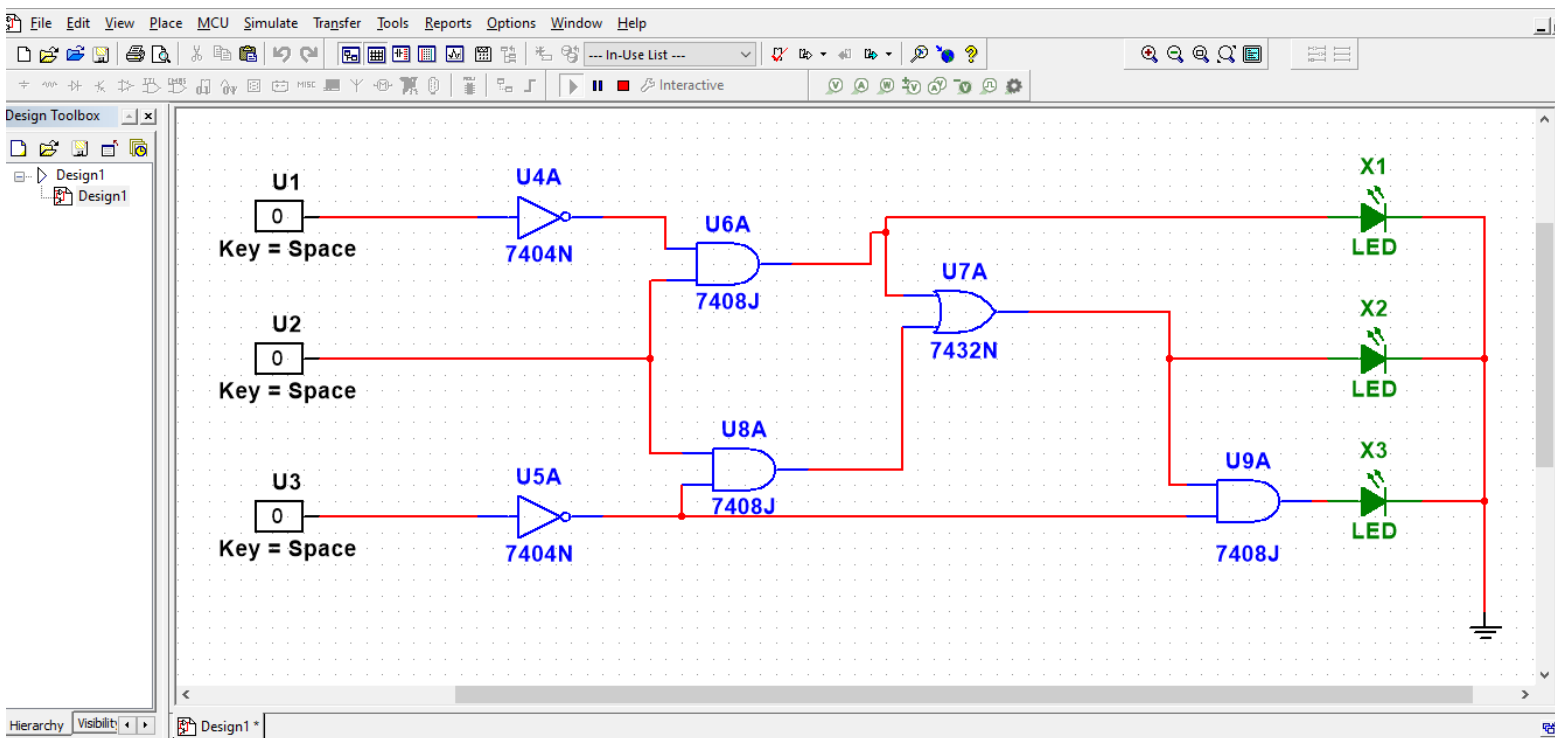 File Edit View Place MCU Simulate Transfer Tools Reports Options Window Help
--- In-Use List ---
MISC
Interactive
V A W V A V V
Design Toolbox
Design1
Design1
U1
0
Key = Space
U4A
7404N
U6A
7408J
U7A
7432N
X1
LED
U2
0
Key = Space
X2
LED
U8A
7408J
U3
0
Key = Space
U5A
7404N
U9A
7408J
X3
LED
Hierarchy Visibilit
Design1 *